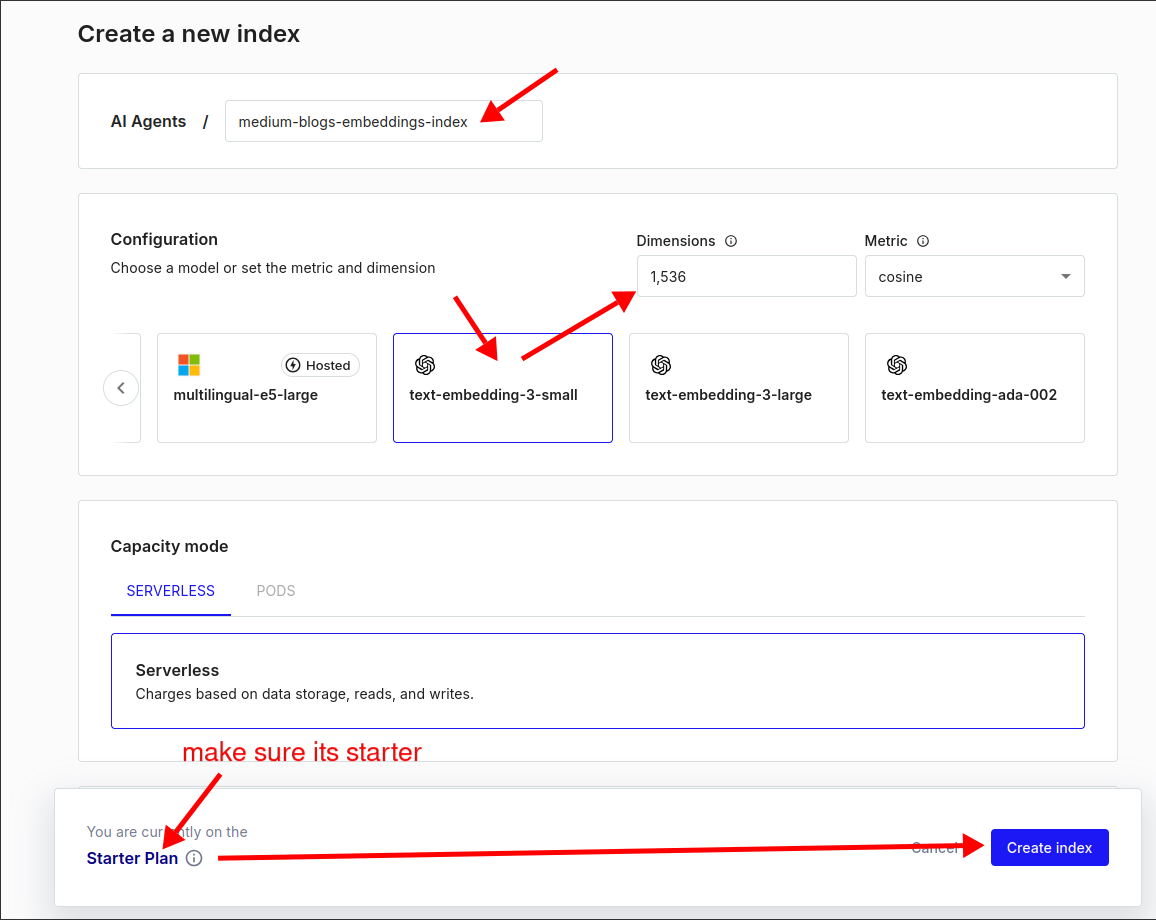 Create a new index
AI Agents / medium-blogs-embeddings-index
Configuration
Choose a model or set the metric and dimension
Dimensions
Metric
1,536
cosine
Hosted
multilingual-e5-large
text-embedding-3-small
text-embedding-3-large
text-embedding-ada-002
Capacity mode
SERVERLESS
PODS
Serverless
Charges based on data storage, reads, and writes.
make sure its starter
You are currently on the
Starter Plan
Cancel
Create index